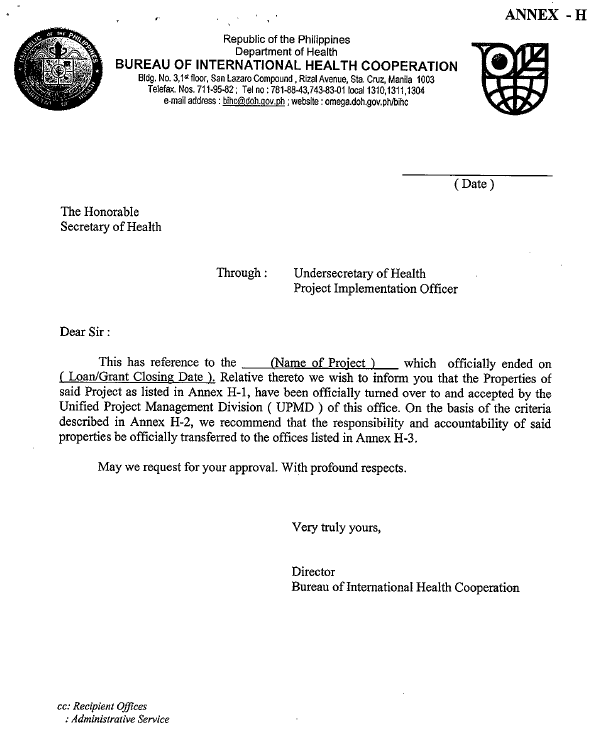 ANNEX - H
Republic of the Philippines
Department of Health
BUREAU OF INTERNATIONAL HEALTH COOPERATION
Bldg. No. 3,1st floor, San Lazaro Compound , Rizal Avenue, Sta. Cruz, Manila 1003
Telefax. Nos. 711-95-82 ; Tel no : 781-88-43,743-83-01 local 1310,1311,1304
e-mail address : bihc@doh.gov.ph ; website : omega.doh.gov.ph/bihc
( Date )
The Honorable
Secretary of Health
Through : Undersecretary of Health
Project Implementation Officer
Dear Sir :
This has reference to the (Name of Project ) which officially ended on
( Loan/Grant Closing Date ). Relative thereto we wish to inform you that the Properties of
said Project as listed in Annex H-1, have been officially turned over to and accepted by the
Unified Project Management Division ( UPMD ) of this office. On the basis of the criteria
described in Annex H-2, we recommend that the responsibility and accountability of said
properties be officially transferred to the offices listed in Annex H-3.
May we request for your approval. With profound respects.
Very truly yours,
Director
Bureau of International Health Cooperation
cc: Recipient Offices
: Administrative Service